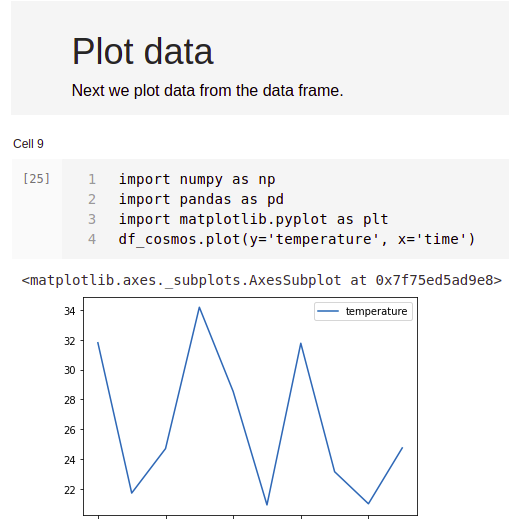 Plot data
Next we plot data from the data frame.
Cell 9
[25]
1 import numpy as np
2 import pandas as pd
3 import matplotlib.pyplot as plt
4 df_cosmos.plot(y='temperature', x='time')
<matplotlib.axes._subplots.AxesSubplot at 0x7f75ed5ad9e8>
temperature
34
32
30
28
26
24
22